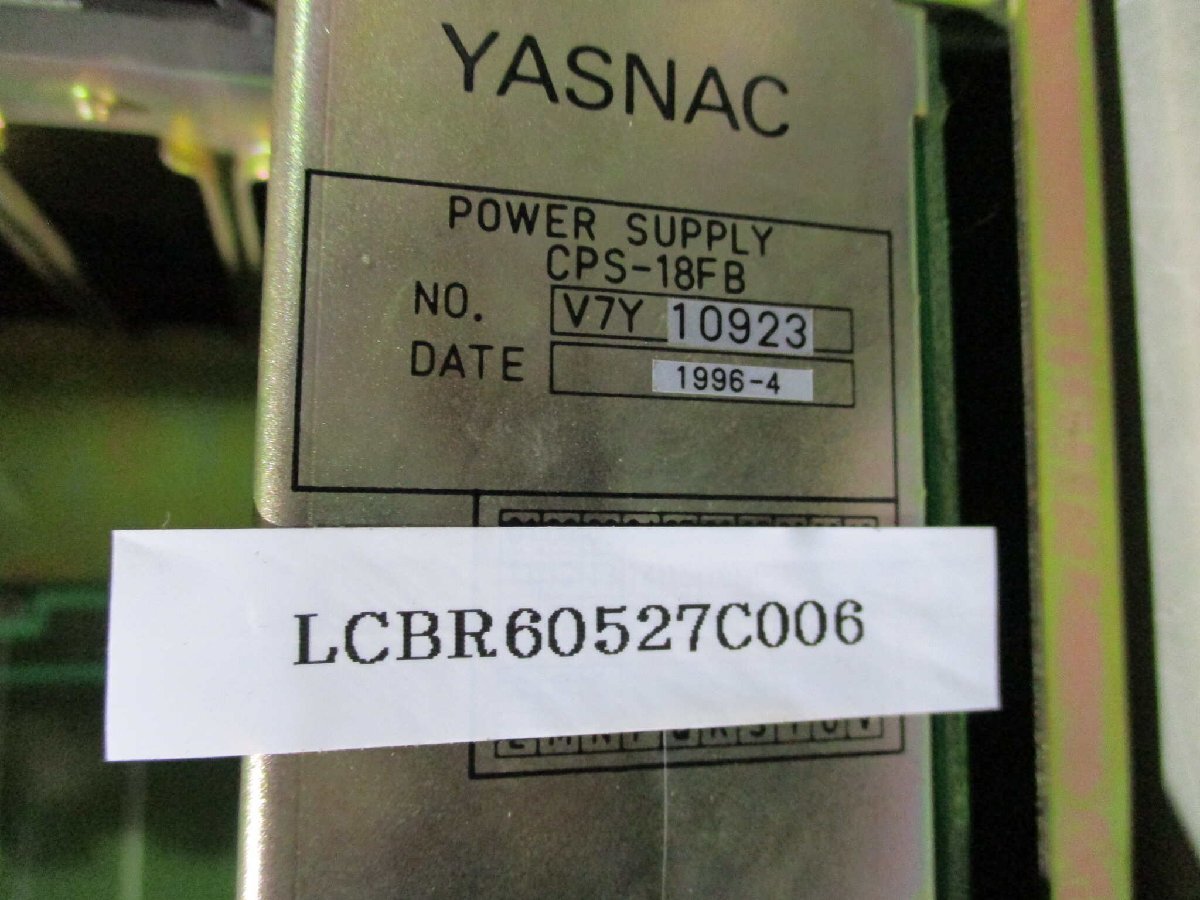 YASNAC
POWER SUPPLY
CPS-18FB
NO. V7Y 10923
DATE 1996-4
LCBR60527C006